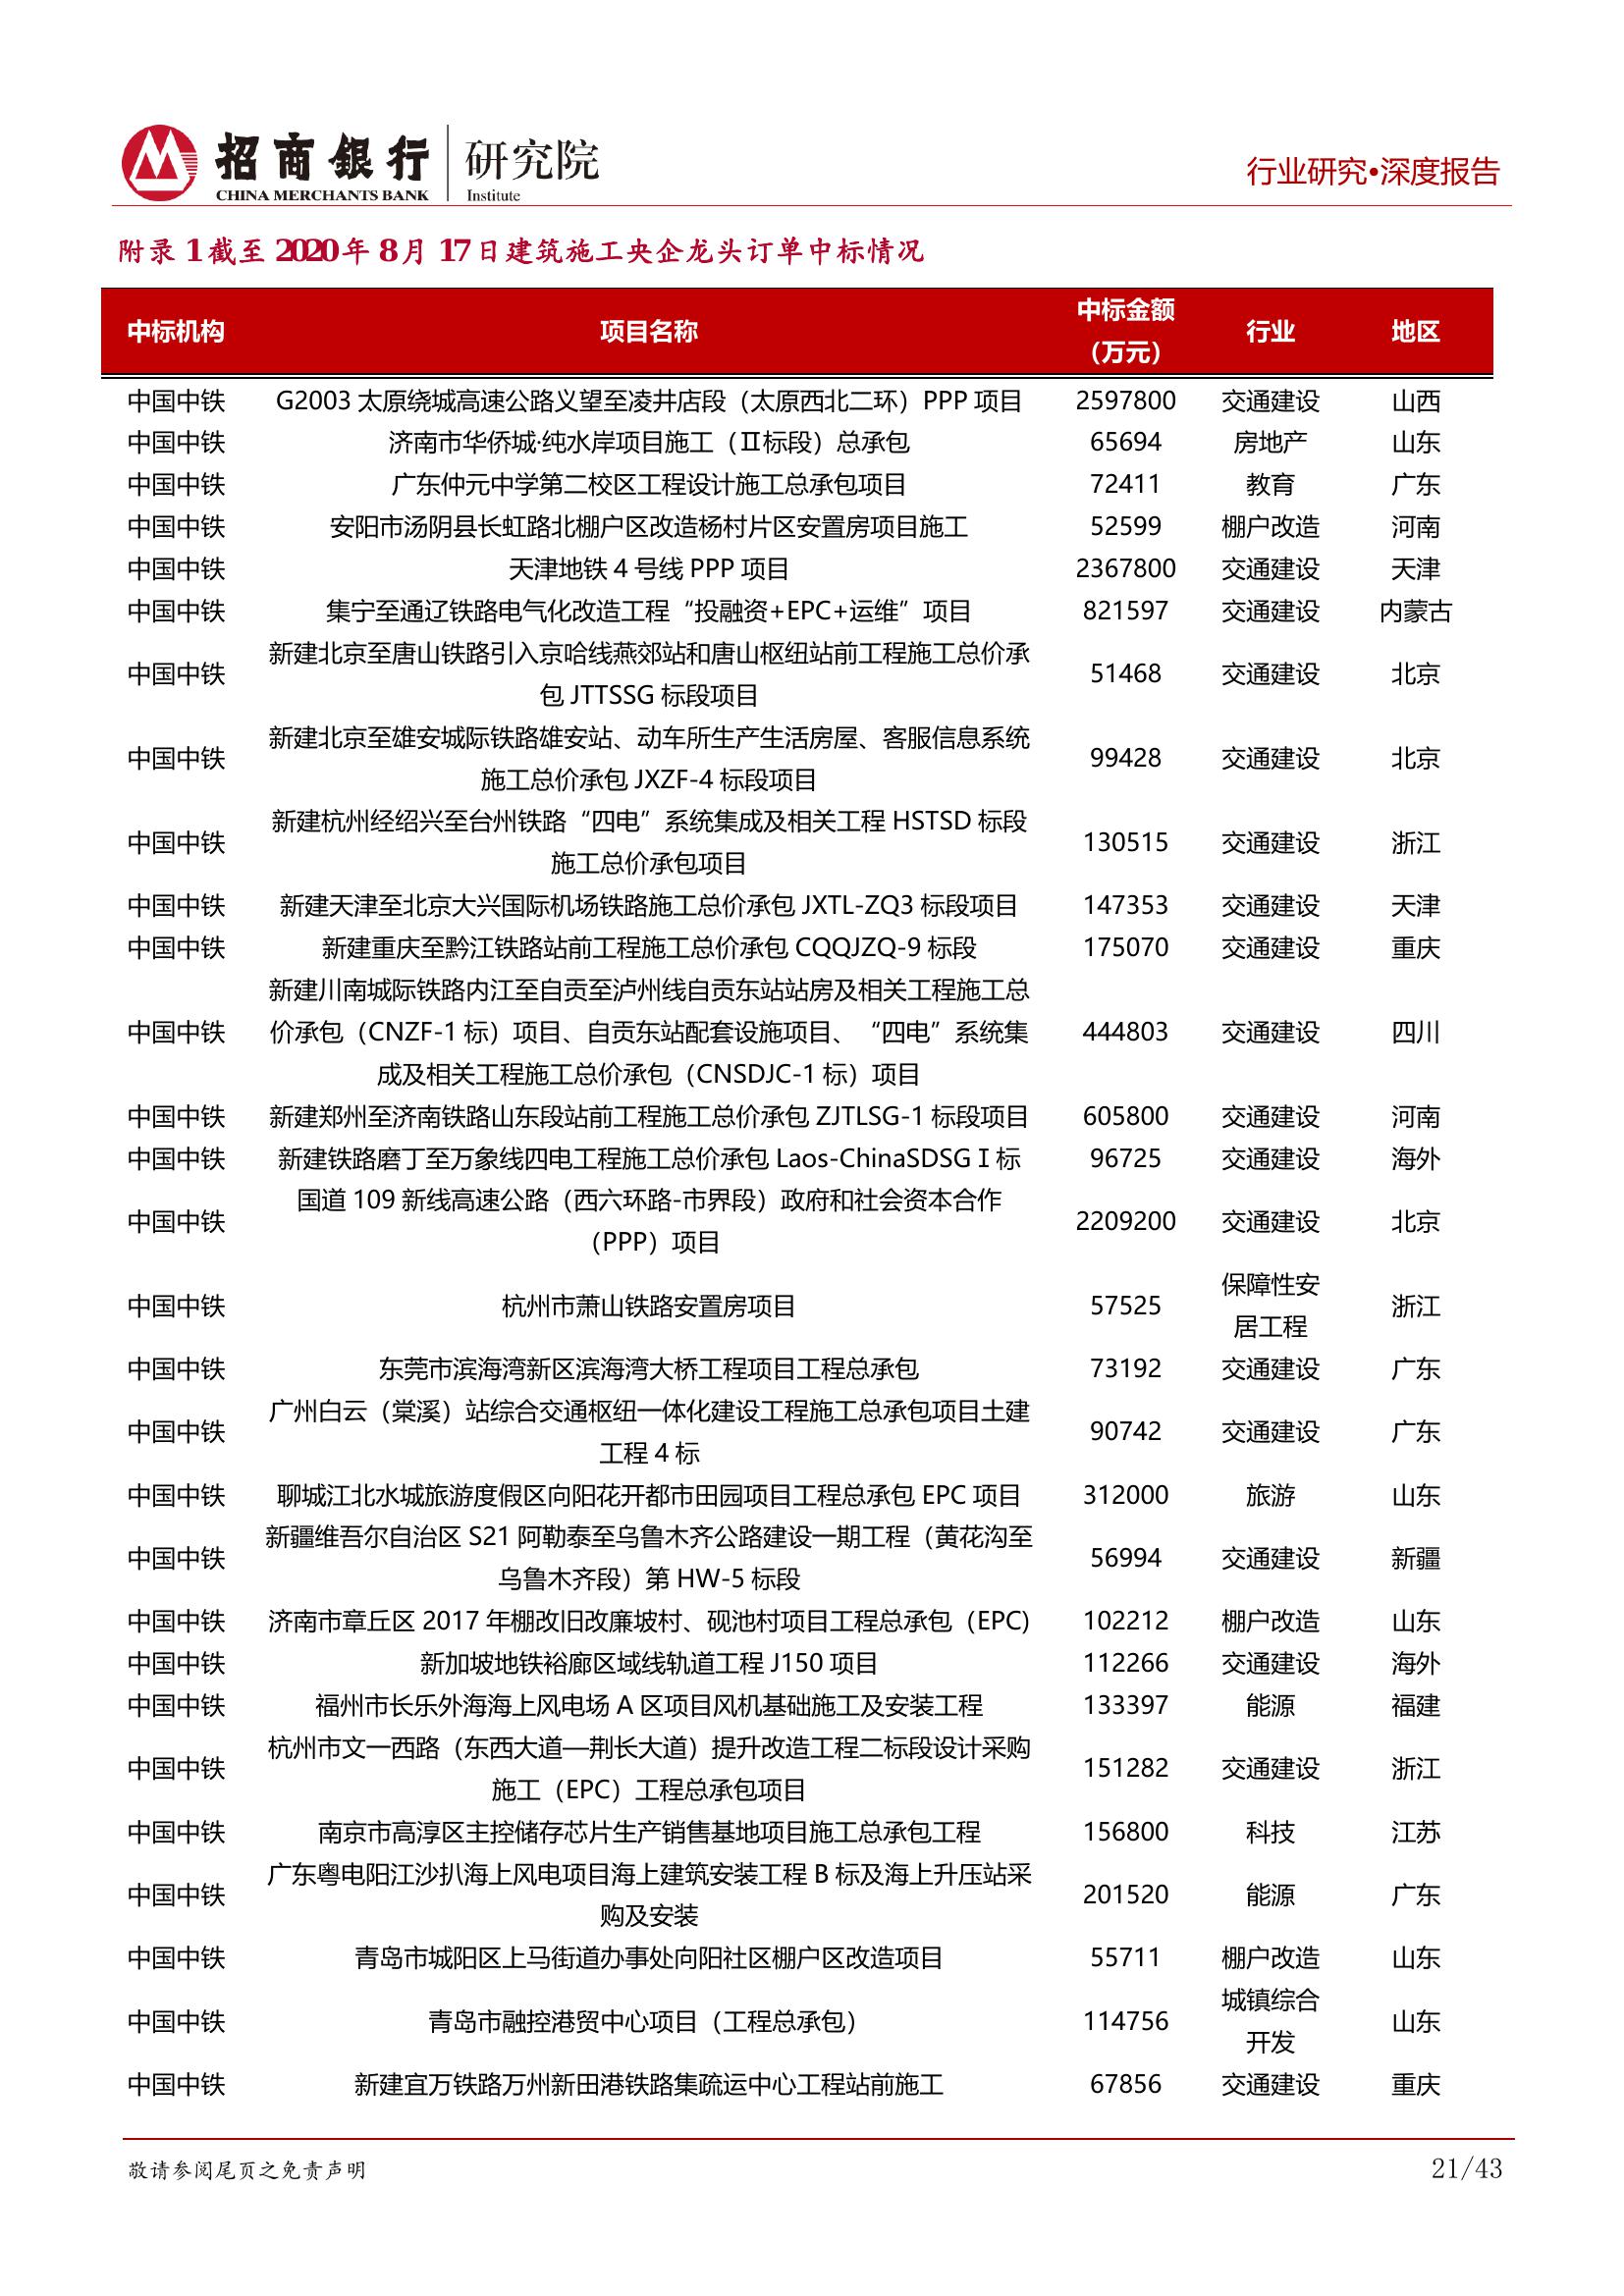 招商银行 研究院
CHINA MERCHANTS BANK Institute
行业研究•深度报告
附录 1 截至 2020 年 8 月 17 日建筑施工央企龙头订单中标情况
中标机构 项目名称 中标金额（万元） 行业 地区
中国中铁 G2003 太原绕城高速公路义望至凌井店段（太原西北二环）PPP 项目 2597800 交通建设 山西
中国中铁 济南市华侨城·纯水岸项目施工（Ⅱ标段）总承包 65694 房地产 山东
中国中铁 广东仲元中学第二校区工程设计施工总承包项目 72411 教育 广东
中国中铁 安阳市汤阴县长虹路北棚户区改造杨村片区安置房项目施工 52599 棚户改造 河南
中国中铁 天津地铁 4 号线 PPP 项目 2367800 交通建设 天津
中国中铁 集宁至通辽铁路电气化改造工程“投融资+EPC+运维”项目 821597 交通建设 内蒙古
新建北京至唐山铁路引入京哈线燕郊站和唐山枢纽站前工程施工总价承
中国中铁 包 JTTSSG 标段项目 51468 交通建设 北京
新建北京至雄安城际铁路雄安站、动车所生产生活房屋、客服信息系统
中国中铁 施工总价承包 JXZF-4 标段项目 99428 交通建设 北京
新建杭州经绍兴至台州铁路“四电”系统集成及相关工程 HSTSD 标段
中国中铁 施工总价承包项目 130515 交通建设 浙江
中国中铁 新建天津至北京大兴国际机场铁路施工总价承包 JXTL-ZQ3 标段项目 147353 交通建设 天津
中国中铁 新建重庆至黔江铁路站前工程施工总价承包 CQQJZQ-9 标段 175070 交通建设 重庆
新建川南城际铁路内江至自贡至泸州线自贡东站站房及相关工程施工总
中国中铁 价承包（CNZF-1 标）项目、自贡东站配套设施项目、“四电”系统集 444803 交通建设 四川
成及相关工程施工总价承包（CNSDJC-1 标）项目
中国中铁 新建郑州至济南铁路山东段站前工程施工总价承包 ZJTLSG-1 标段项目 605800 交通建设 河南
中国中铁 新建铁路磨丁至万象线四电工程施工总价承包 Laos-ChinaSDSG I 标 96725 交通建设 海外
国道 109 新线高速公路（西六环路-市界段）政府和社会资本合作
中国中铁 （PPP）项目 2209200 交通建设 北京
中国中铁 杭州市萧山铁路安置房项目 57525 保障性安居工程 浙江
中国中铁 东莞市滨海湾新区滨海湾大桥工程项目工程总承包 73192 交通建设 广东
广州白云（棠溪）站综合交通枢纽一体化建设工程施工总承包项目土建
中国中铁 工程 4 标 90742 交通建设 广东
中国中铁 聊城江北水城旅游度假区向阳花开都市田园项目工程总承包 EPC 项目 312000 旅游 山东
新疆维吾尔自治区 S21 阿勒泰至乌鲁木齐公路建设一期工程（黄花沟至
中国中铁 乌鲁木齐段）第 HW-5 标段 56994 交通建设 新疆
中国中铁 济南市章丘区 2017 年棚改旧改廉坡村、砚池村项目工程总承包（EPC) 102212 棚户改造 山东
中国中铁 新加坡地铁裕廊区域线轨道工程 J150 项目 112266 交通建设 海外
中国中铁 福州市长乐外海海上风电场 A 区项目风机基础施工及安装工程 133397 能源 福建
杭州市文一西路（东西大道—荆长大道）提升改造工程二标段设计采购
中国中铁 施工（EPC）工程总承包项目 151282 交通建设 浙江
中国中铁 南京市高淳区主控储存芯片生产销售基地项目施工总承包工程 156800 科技 江苏
广东粤电阳江沙扒海上风电项目海上建筑安装工程 B 标及海上升压站采
中国中铁 购及安装 201520 能源 广东
中国中铁 青岛市城阳区上马街道办事处向阳社区棚户区改造项目 55711 棚户改造 山东
中国中铁 青岛市融控港贸中心项目（工程总承包） 114756 城镇综合开发 山东
中国中铁 新建宜万铁路万州新田港铁路集疏运中心工程站前施工 67856 交通建设 重庆
敬请参阅尾页之免责声明
21/43